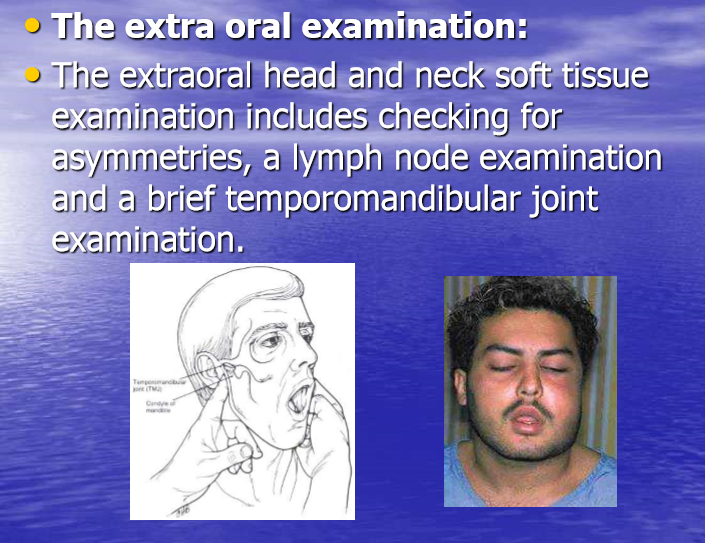 The extra oral examination:
The extraoral head and neck soft tissue
examination includes checking for
asymmetries, a lymph node examination
and a brief temporomandibular joint
examination.
Temporomandibular
joint (TMJ)
Condyle of
mandible